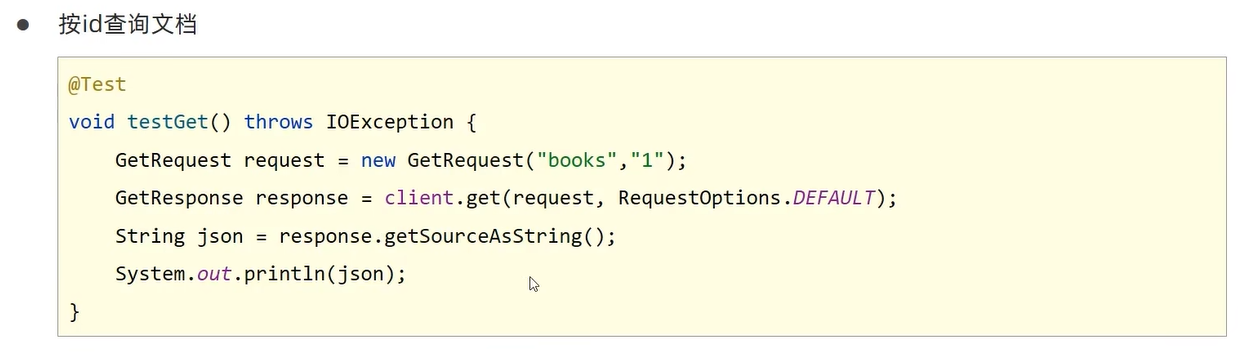 ● 按id查询文档
@Test
void testGet() throws IOException {
    GetRequest request = new GetRequest("books","1");
    GetResponse response = client.get(request, RequestOptions.DEFAULT);
    String json = response.getSourceAsString();
    System.out.println(json);
}